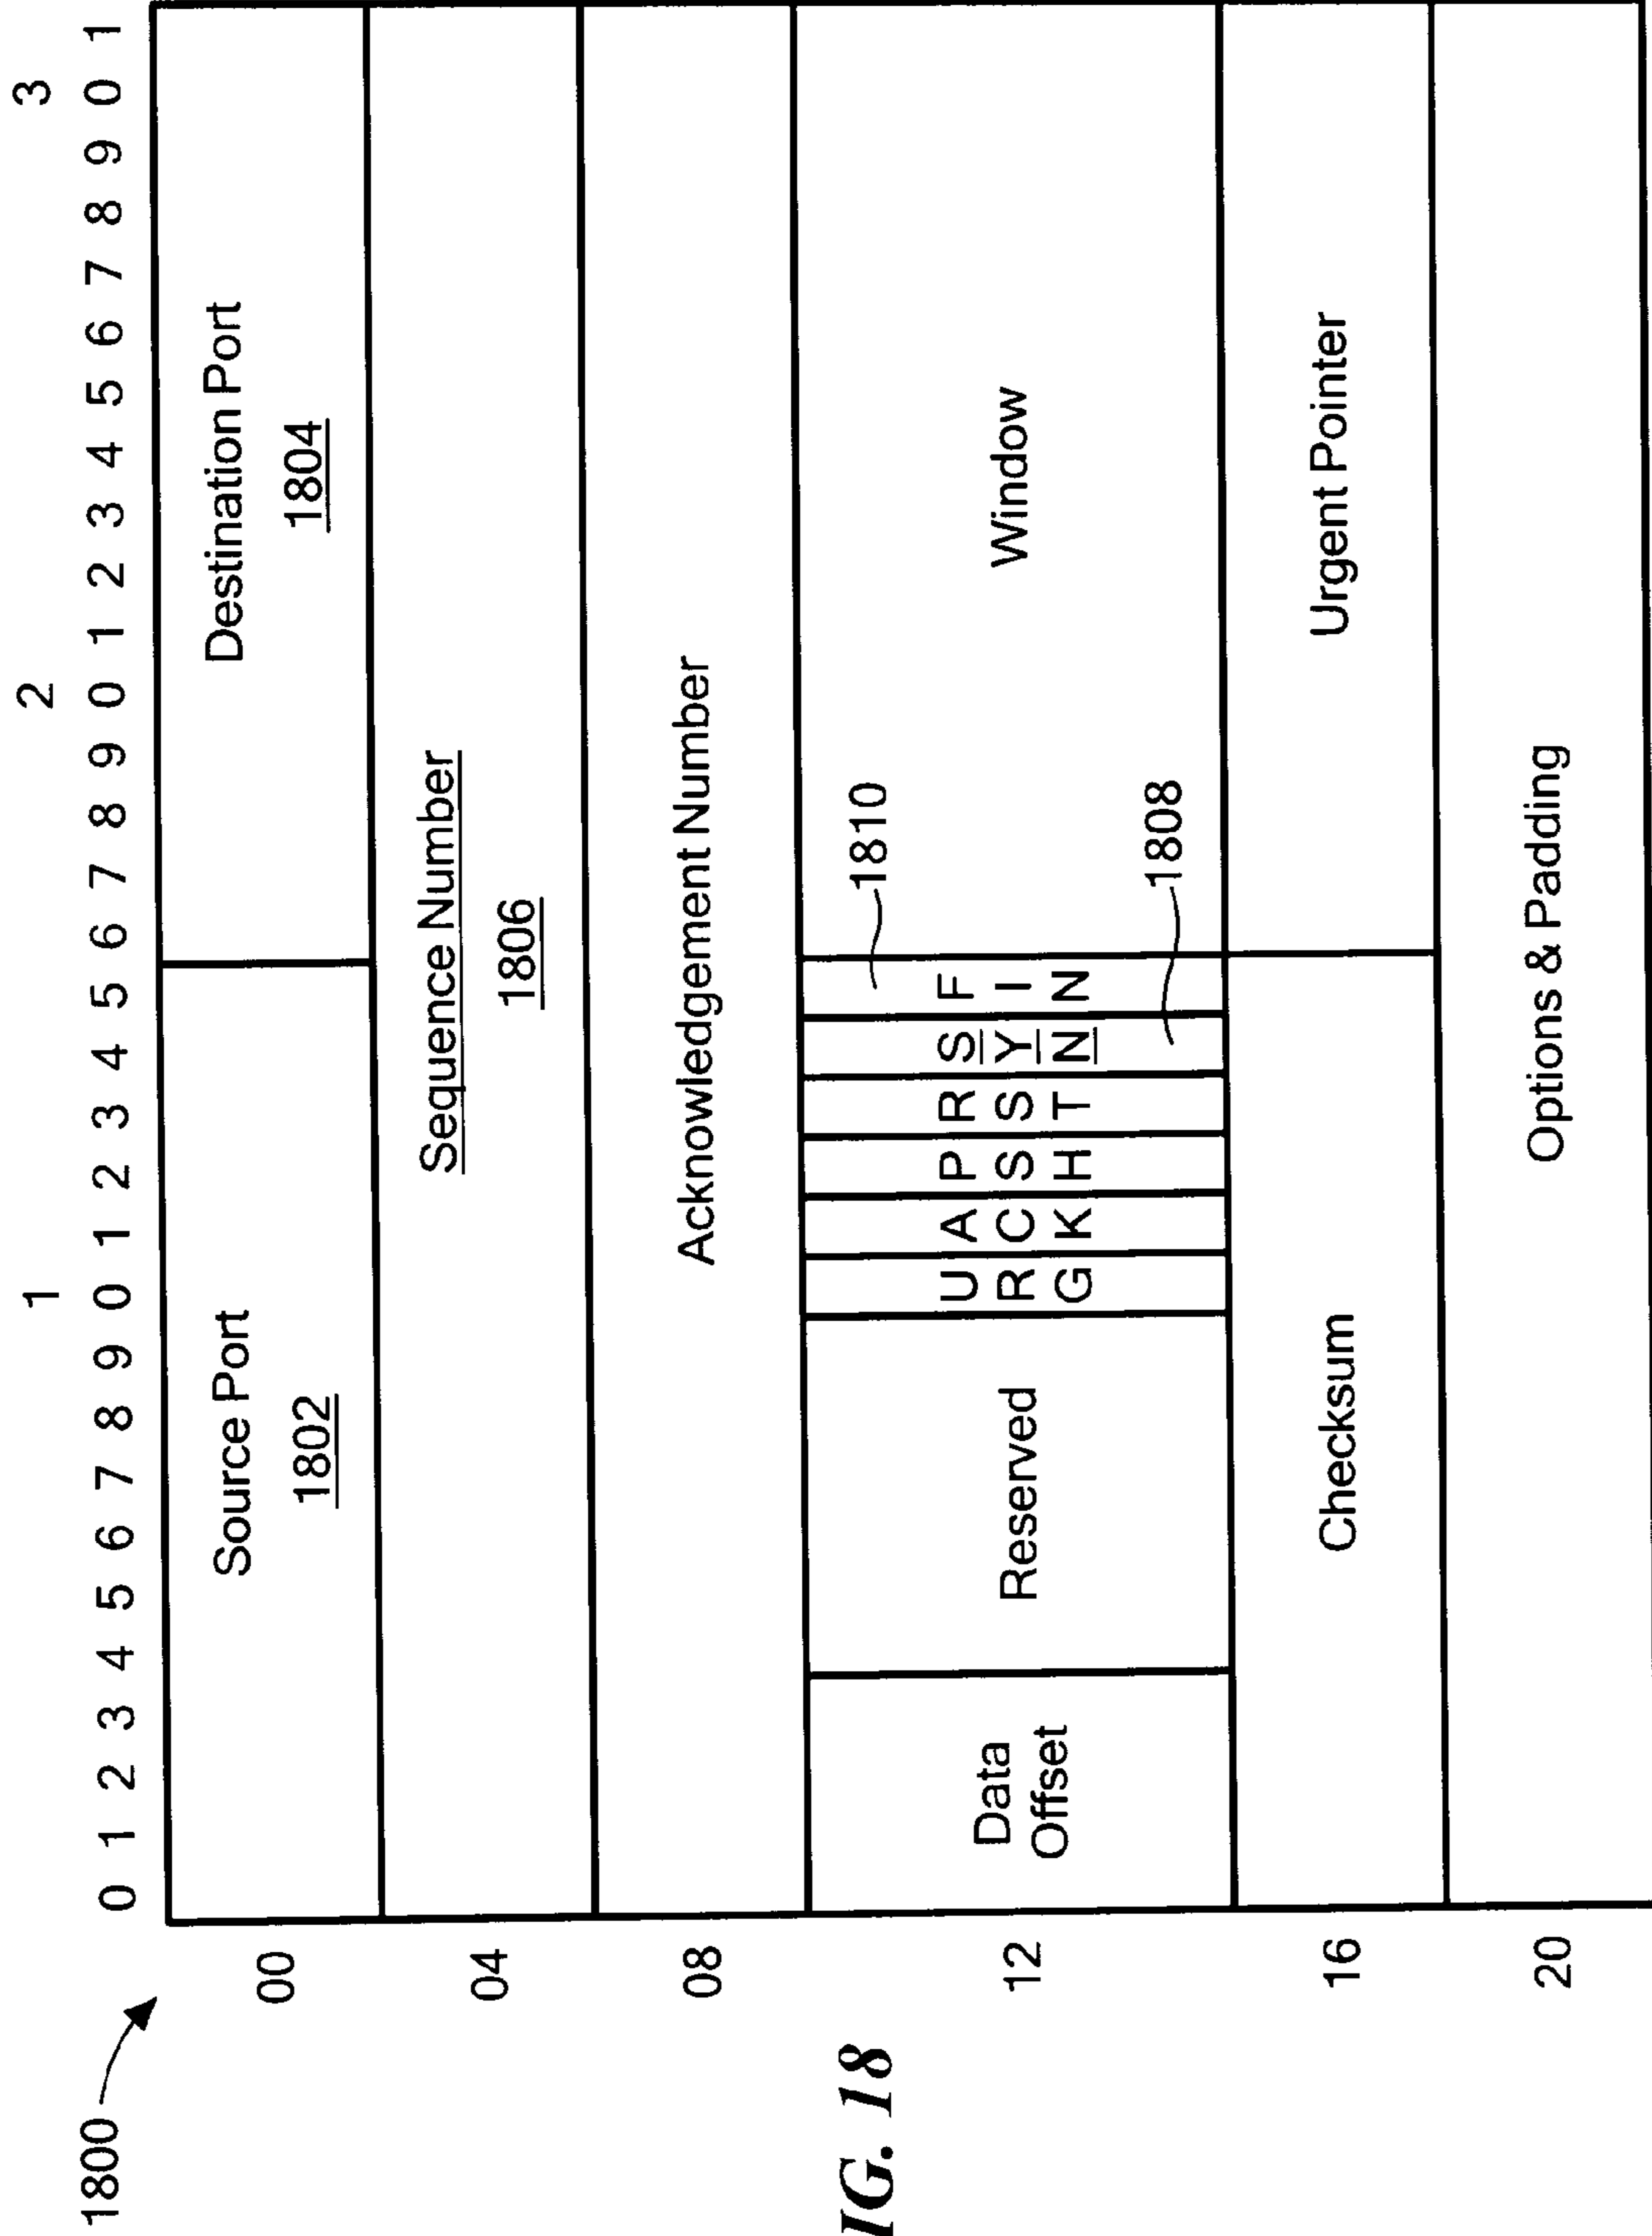 1800
1 2 3
0 1 2 3 4 5 6 7 8 9 0 1 2 3 4 5 6 7 8 9 0 1 2 3 4 5 6 7 8 9 0 1
00
Source Port
1802
Destination Port
1804
04
Sequence Number
1806
08
Acknowledgement Number
12
Data
Offset
Reserved
URG
ACK
PSH
RST
SYN
FIN
1810
1808
Window
16
Checksum
Urgent Pointer
20
Options & Padding
IG. 18